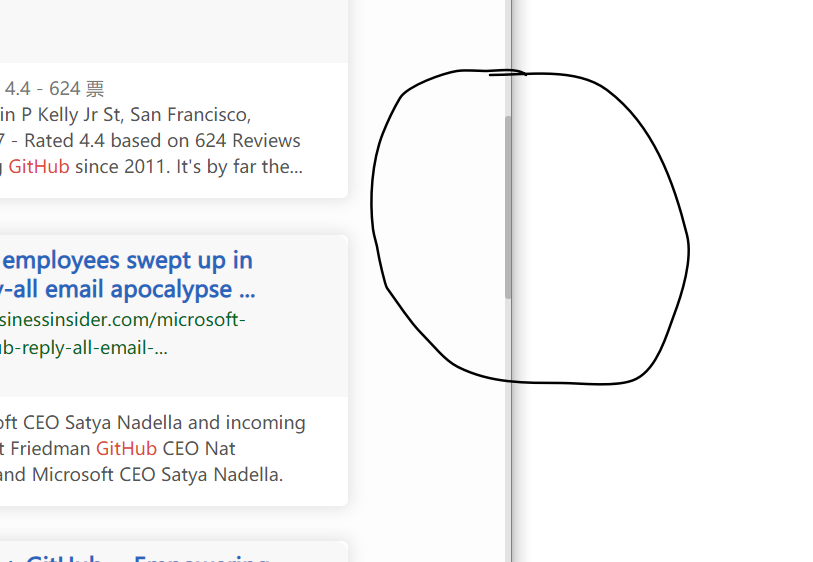 4.4 - 624 票
in P Kelly Jr St, San Francisco,
7 - Rated 4.4 based on 624 Reviews
GitHub since 2011. It's by far the...
employees swept up in
y-all email apocalypse ...
sinessinsider.com/microsoft-
ub-reply-all-email-...
oft CEO Satya Nadella and incoming
t Friedman GitHub CEO Nat
and Microsoft CEO Satya Nadella.
GitHub
Empowering